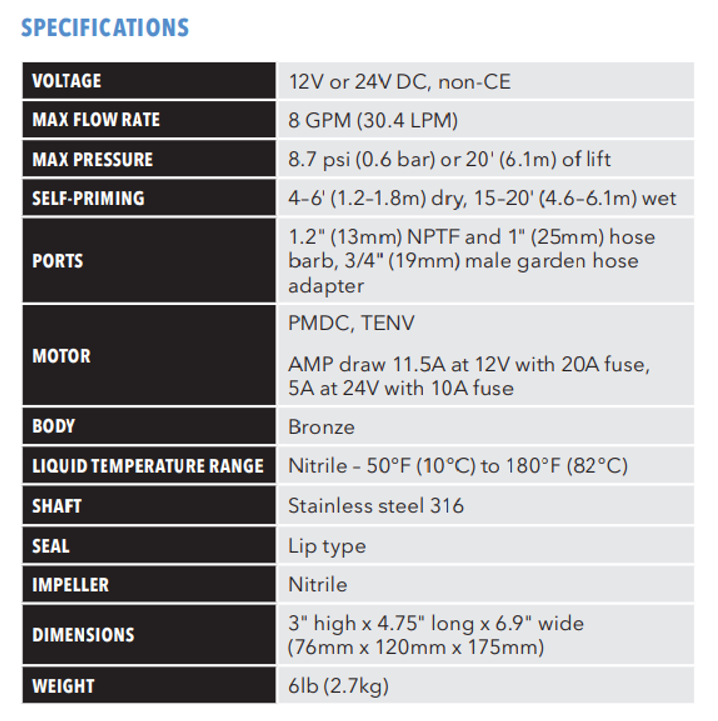 SPECIFICATIONS
VOLTAGE
12V or 24V DC, non-CE
MAX FLOW RATE
8 GPM (30.4 LPM)
MAX PRESSURE
8.7 psi (0.6 bar) or 20' (6.1m) of lift
SELF-PRIMING
4–6' (1.2–1.8m) dry, 15–20' (4.6–6.1m) wet
PORTS
1.2" (13mm) NPTF and 1" (25mm) hose
barb, 3/4" (19mm) male garden hose
adapter
MOTOR
PMDC, TENV
AMP draw 11.5A at 12V with 20A fuse,
5A at 24V with 10A fuse
BODY
Bronze
LIQUID TEMPERATURE RANGE
Nitrile – 50°F (10°C) to 180°F (82°C)
SHAFT
Stainless steel 316
SEAL
Lip type
IMPELLER
Nitrile
DIMENSIONS
3" high x 4.75" long x 6.9" wide
(76mm x 120mm x 175mm)
WEIGHT
6lb (2.7kg)